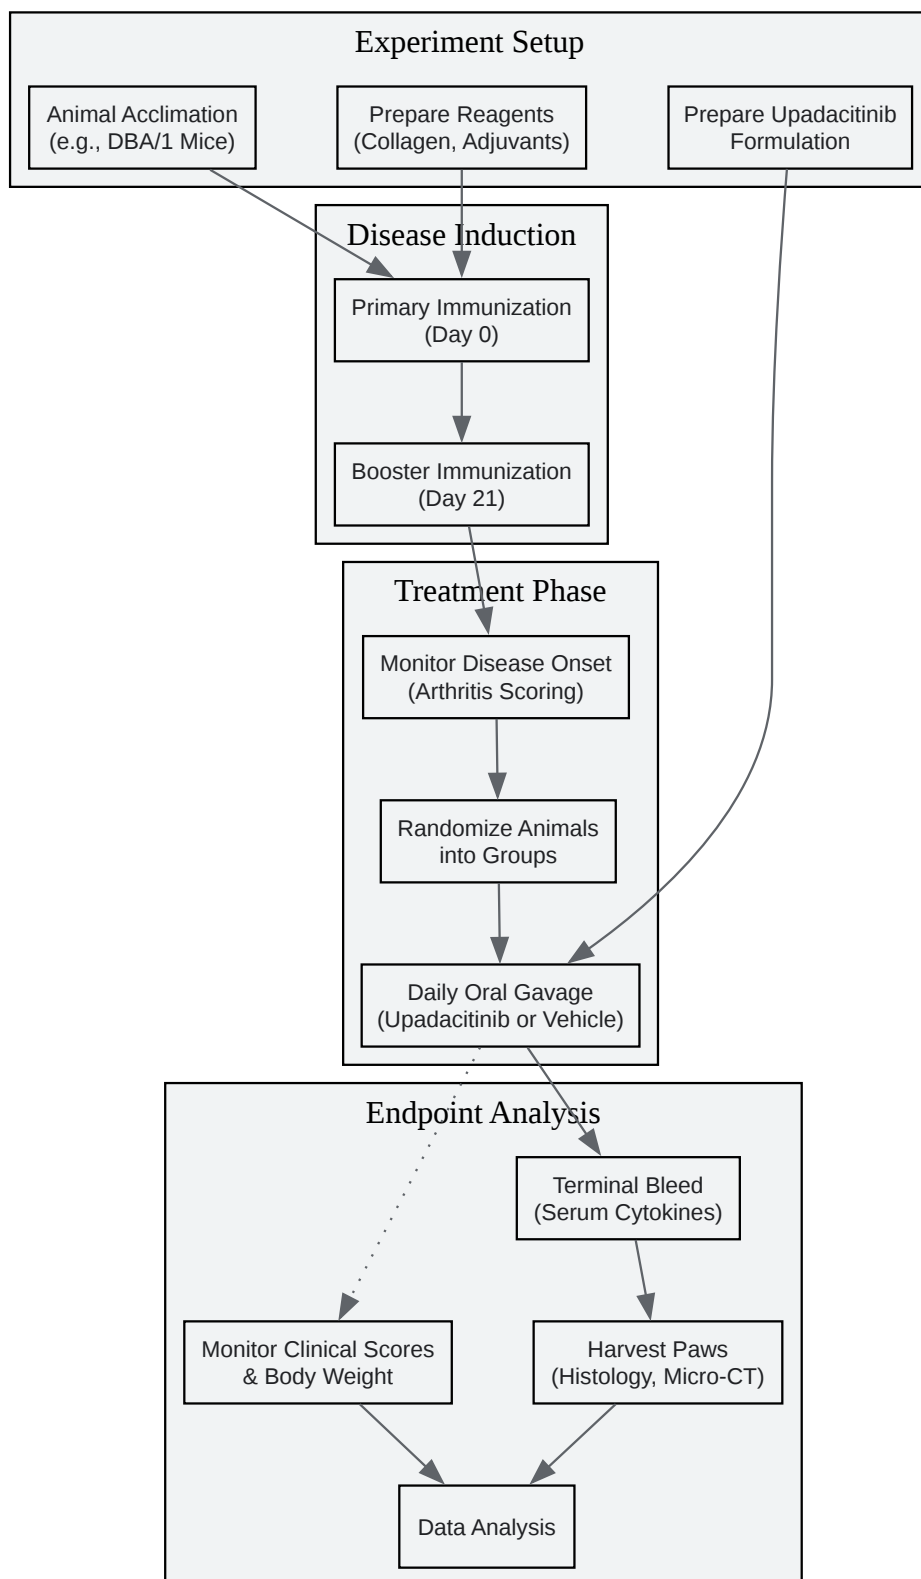 Experiment Setup
Animal Acclimation
(e.g., DBA/1 Mice)
Prepare Reagents
(Collagen, Adjuvants)
Prepare Upadacitinib
Formulation
Disease Induction
Primary Immunization
(Day 0)
Booster Immunization
(Day 21)
Treatment Phase
Monitor Disease Onset
(Arthritis Scoring)
Randomize Animals
into Groups
Daily Oral Gavage
(Upadacitinib or Vehicle)
Endpoint Analysis
Terminal Bleed
(Serum Cytokines)
Monitor Clinical Scores
& Body Weight
Harvest Paws
(Histology, Micro-CT)
Data Analysis